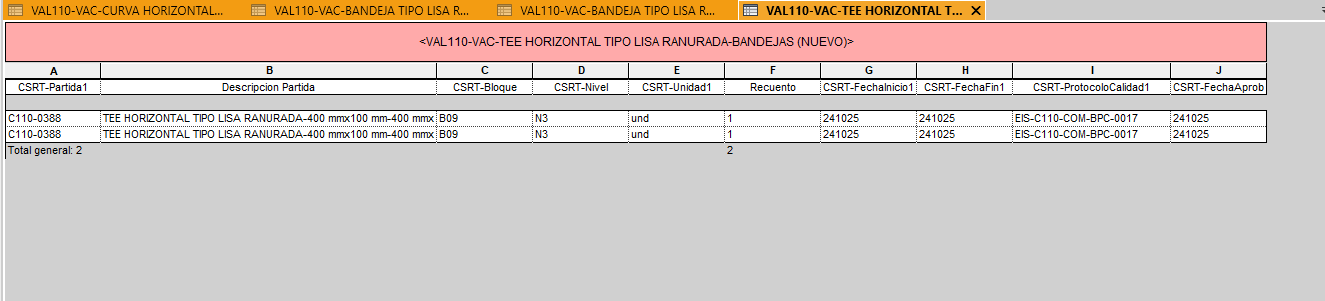 VAL110-VAC-CURVA HORIZONTAL... VAL110-VAC-BANDEJA TIPO LISA R... VAL110-VAC-BANDEJA TIPO LISA R... VAL110-VAC-TEE HORIZONTAL T... X
<VAL110-VAC-TEE HORIZONTAL TIPO LISA RANURADA-BANDEJAS (NUEVO)>
A B C D E F G H I J
CSRT-Partida1 Descripcion Partida CSRT-Bloque CSRT-Nivel CSRT-Unidad1 Recuento CSRT-FechaInicio1 CSRT-FechaFin1 CSRT-ProtocoloCalidad1 CSRT-FechaAprob
C110-0388 TEE HORIZONTAL TIPO LISA RANURADA-400 mmx100 mm-400 mmx B09 N3 und 1 241025 241025 EIS-C110-COM-BPC-0017 241025
C110-0388 TEE HORIZONTAL TIPO LISA RANURADA-400 mmx100 mm-400 mmx B09 N3 und 1 241025 241025 EIS-C110-COM-BPC-0017 241025
Total general: 2 2